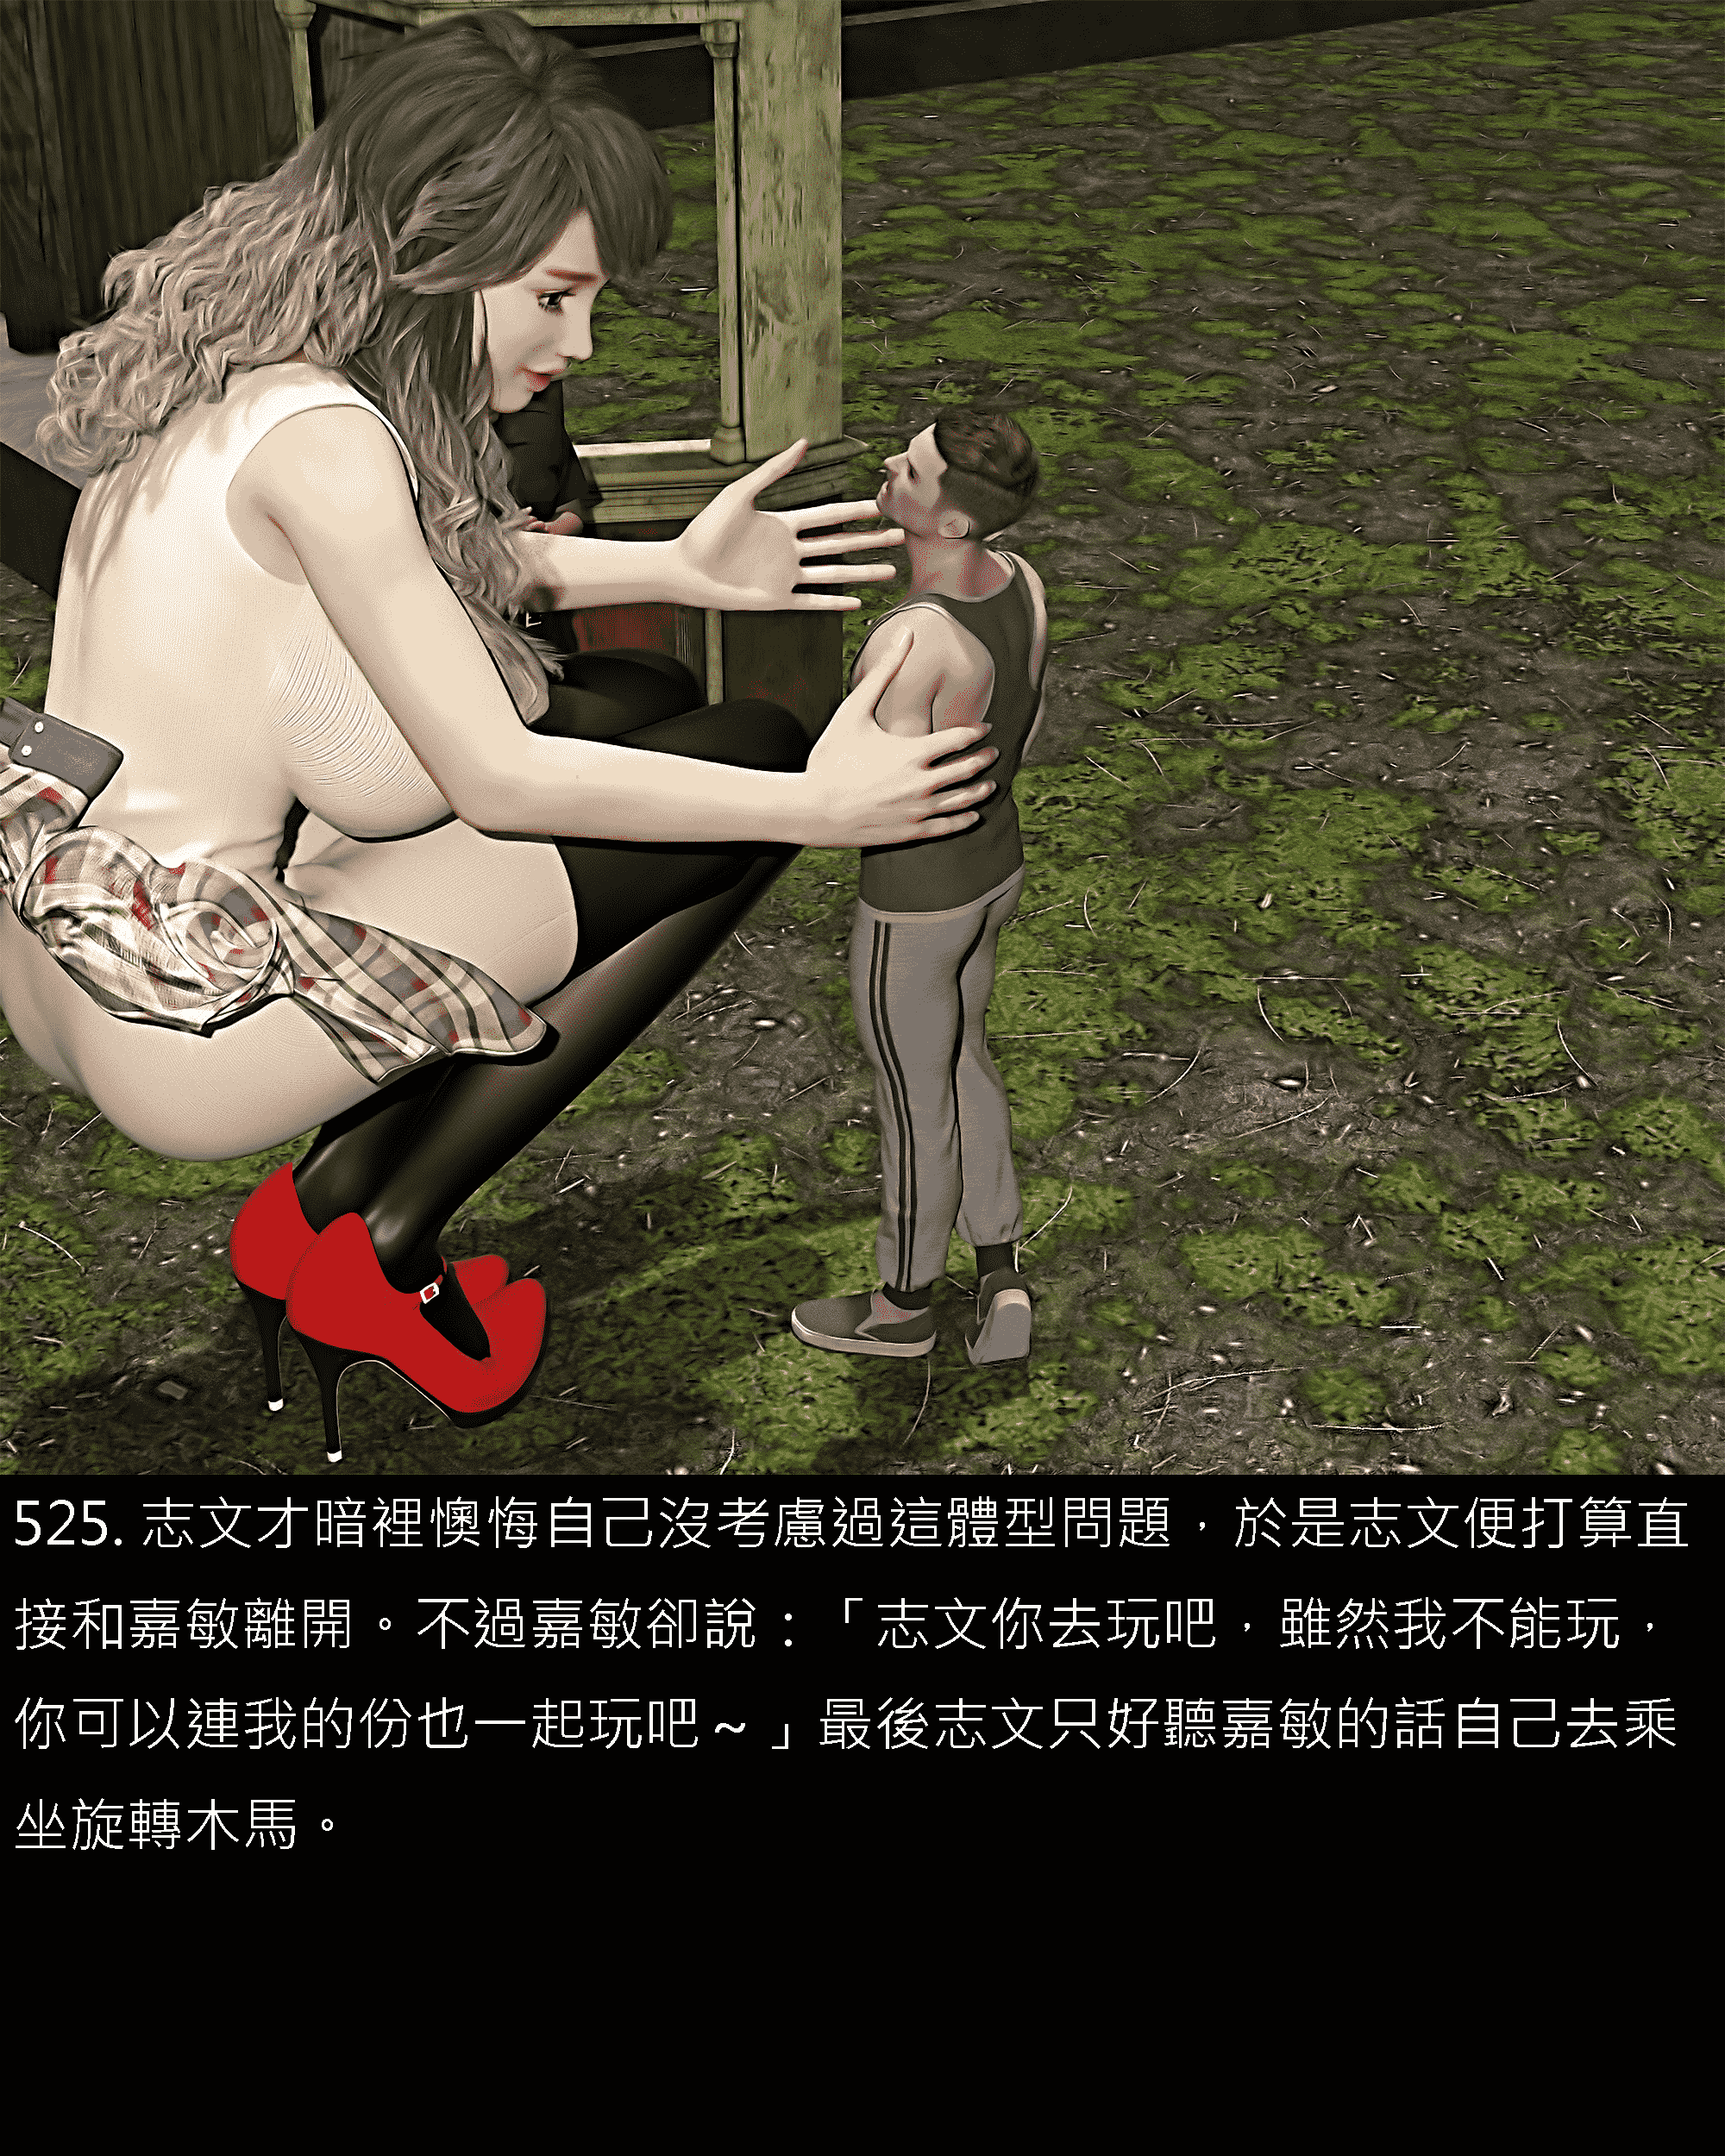 525. 志文才暗裡懊悔自己沒考慮過這體型問題，於是志文便打算直
接和嘉敏離開。不過嘉敏卻說：「志文你去玩吧，雖然我不能玩，
你可以連我的份也一起玩吧～」最後志文只好聽嘉敏的話自己去乘
坐旋轉木馬。